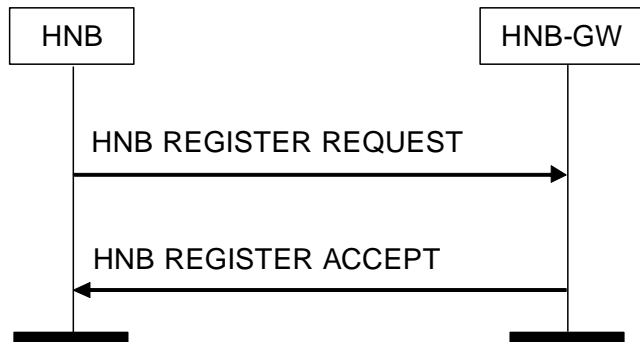 HNB
HNB-GW
HNB REGISTER REQUEST
HNB REGISTER ACCEPT